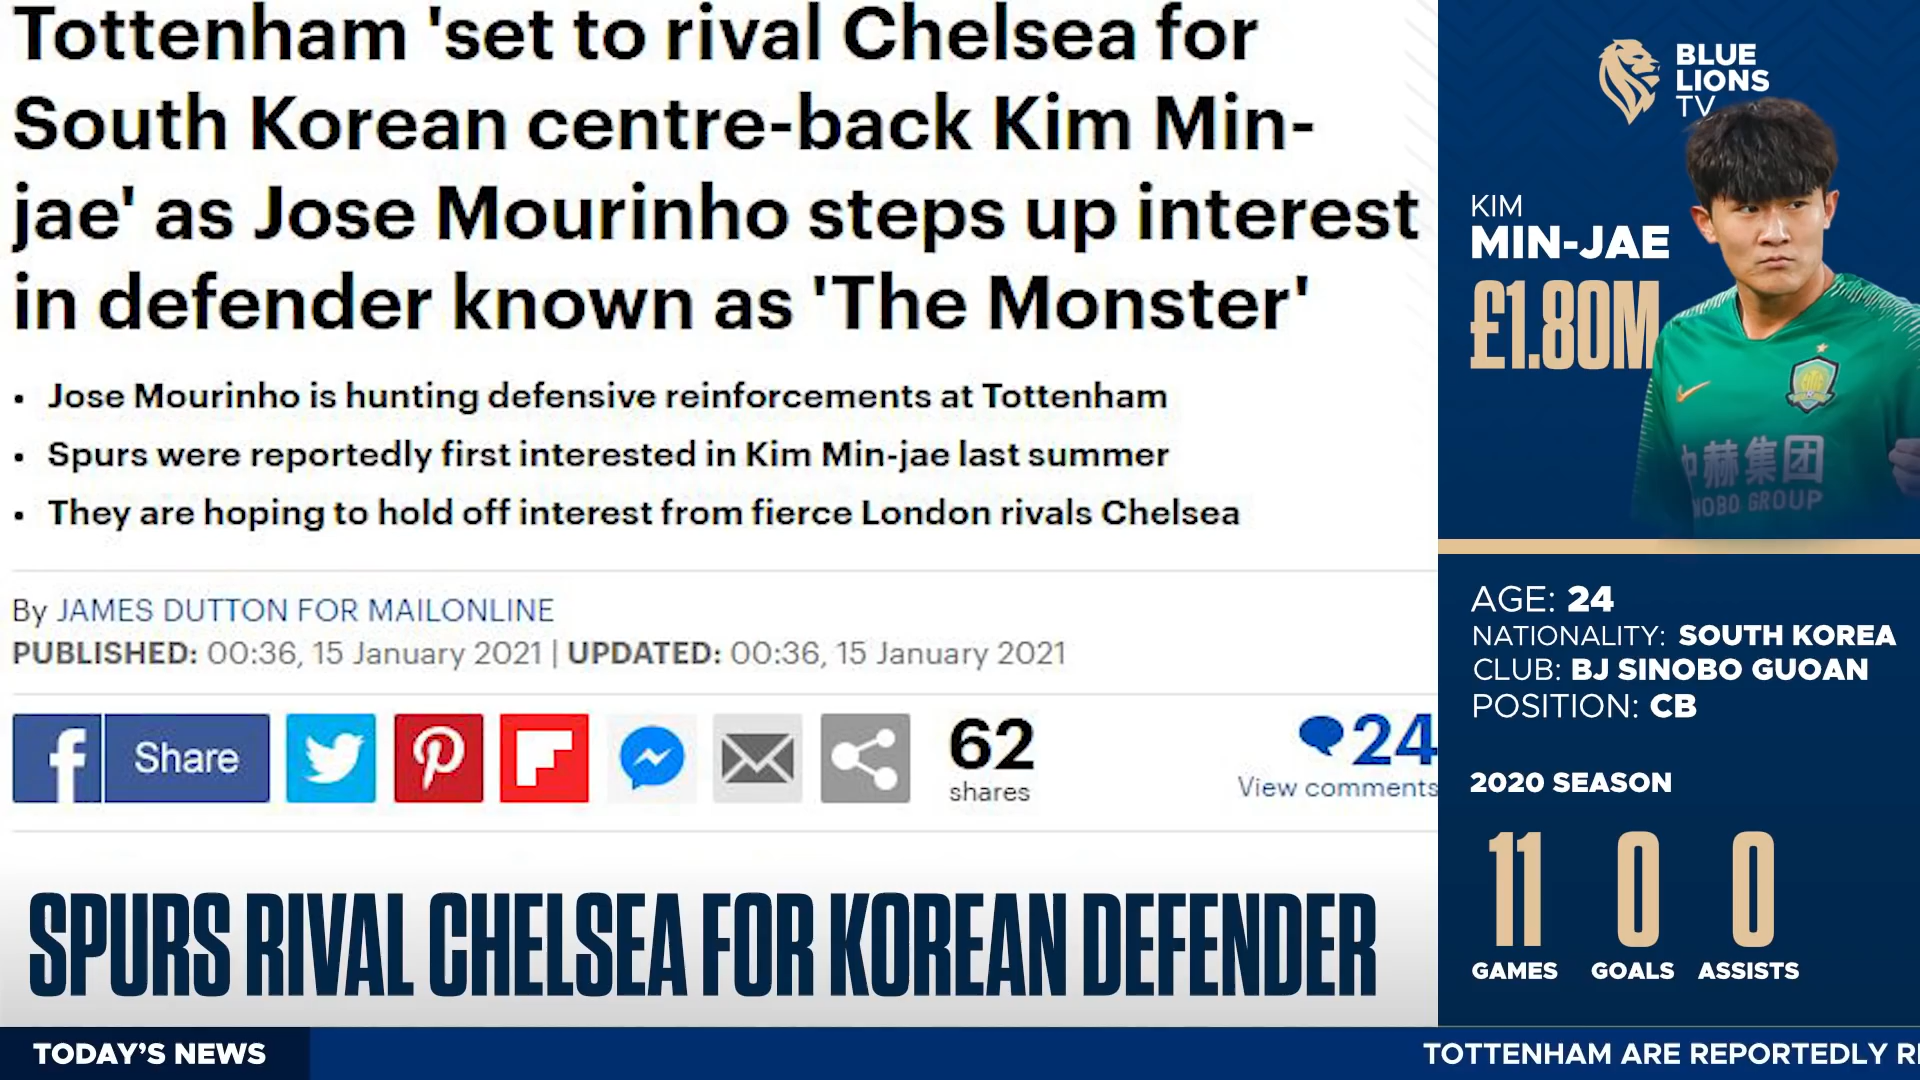 Tottenham 'set to rival Chelsea for
South Korean centre-back Kim Min-
jae' as Jose Mourinho steps up interest
in defender known as 'The Monster'
• Jose Mourinho is hunting defensive reinforcements at Tottenham
• Spurs were reportedly first interested in Kim Min-jae last summer
• They are hoping to hold off interest from fierce London rivals Chelsea
By JAMES DUTTON FOR MAILONLINE
PUBLISHED: 00:36, 15 January 2021 | UPDATED: 00:36, 15 January 2021
f Share
62
shares
24
View comments
SPURS RIVAL CHELSEA FOR KOREAN DEFENDER
BLUE
LIONS
TV
KIM
MIN-JAE
£1.80M
中赫集团
NOBO GROUP
AGE: 24
NATIONALITY: SOUTH KOREA
CLUB: BJ SINOBO GUOAN
POSITION: CB
2020 SEASON
11 0 0
GAMES GOALS ASSISTS
TODAY'S NEWS
TOTTENHAM ARE REPORTEDLY